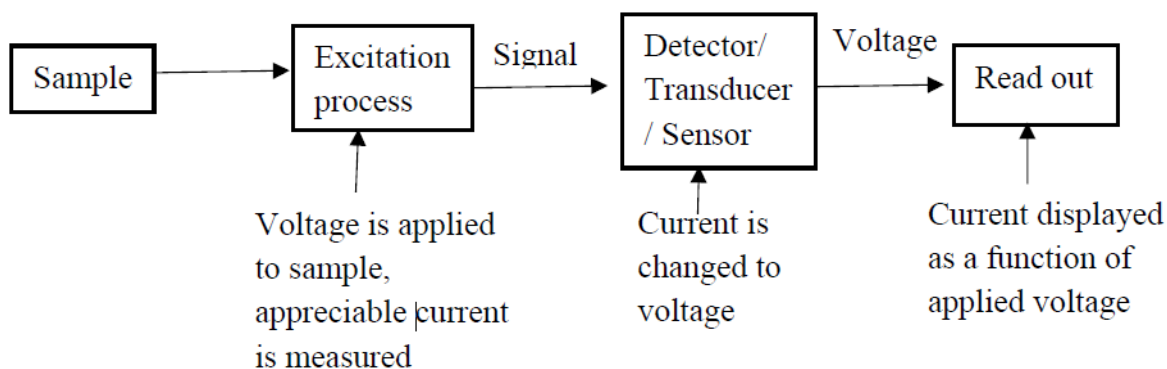 Sample
Excitation
process
Signal
Detector/
Transducer
/ Sensor
Voltage
Read out
Voltage is applied
to sample,
appreciable current
is measured
Current is
changed to
voltage
Current displayed
as a function of
applied voltage